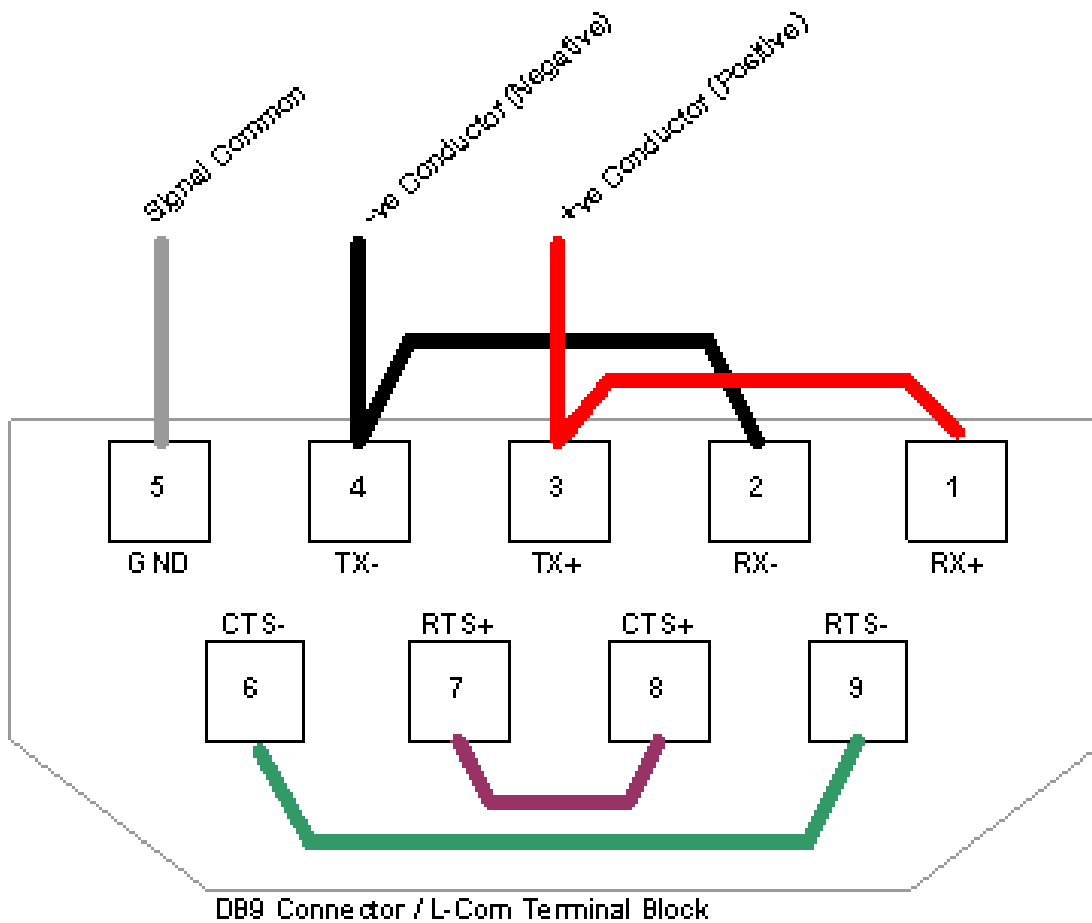 Signal Common
-ve Conductor (Negative)
+ve Conductor (Positive)
5
4
3
2
1
GND
TX-
TX+
RX-
RX+
CTS-
RTS+
CTS+
RTS-
6
7
8
9
DB9 Connector / L-Com Terminal Block